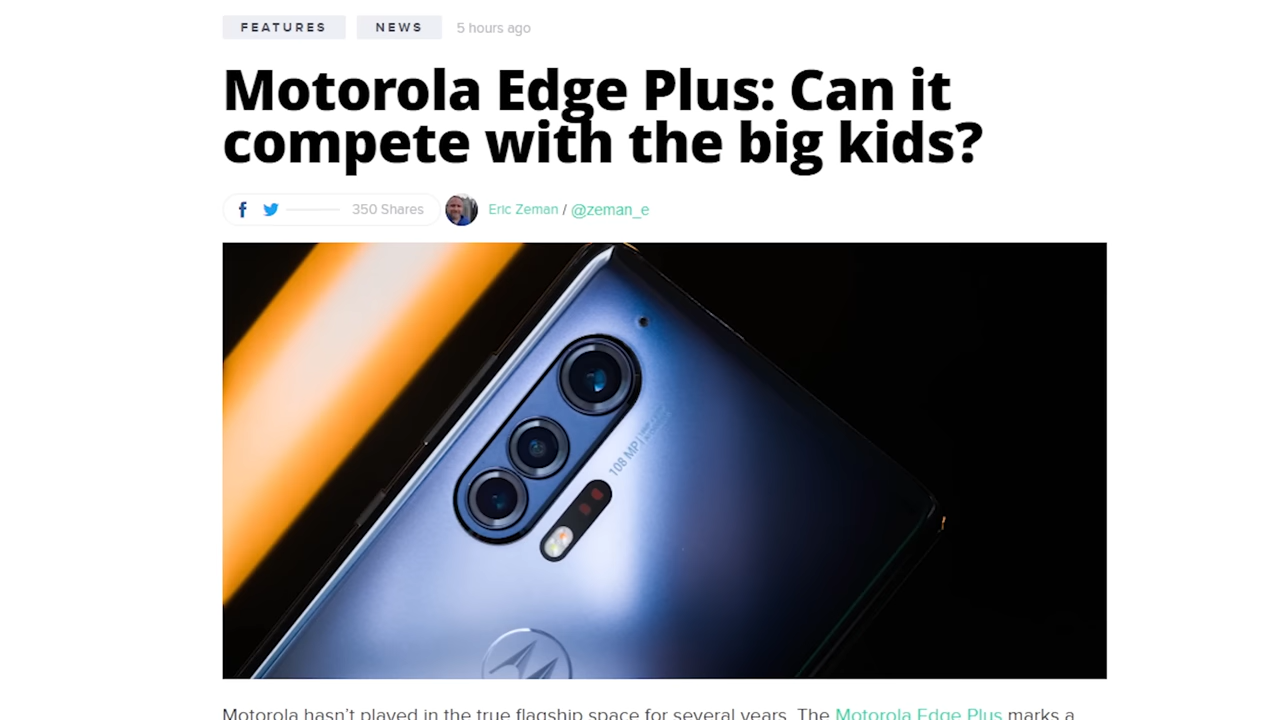 FEATURES NEWS 5 hours ago
Motorola Edge Plus: Can it
compete with the big kids?
350 Shares Eric Zeman / @zeman_e
108 MP
Motorola hasn't played in the true flagship space for several years. The Motorola Edge Plus marks a